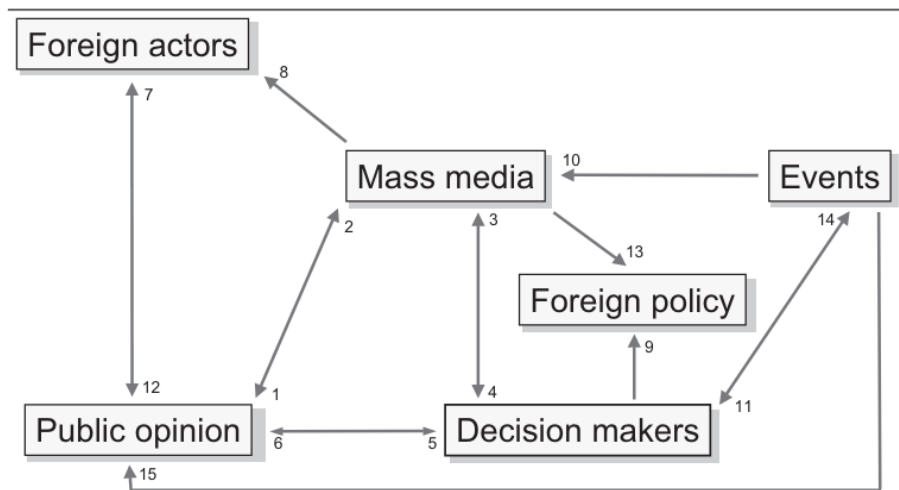 Foreign actors
8
7
10
Mass media
Events
2
3
14
13
Foreign policy
9
12
1
4
11
Public opinion
6
5
Decision makers
15